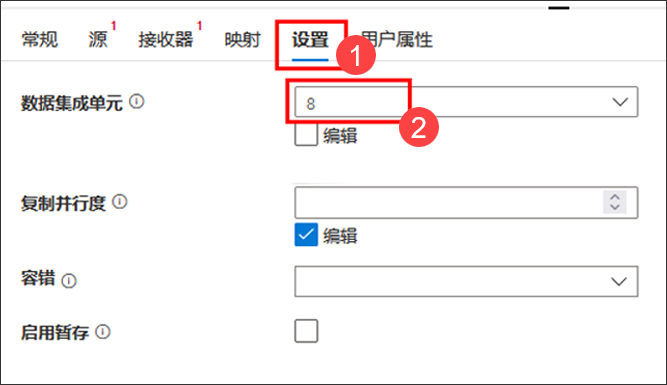 常规 源 1 接收器 1 映射 设置 用户属性
1
数据集成单元 8
2
编辑
复制并行度
编辑
容错
启用暂存